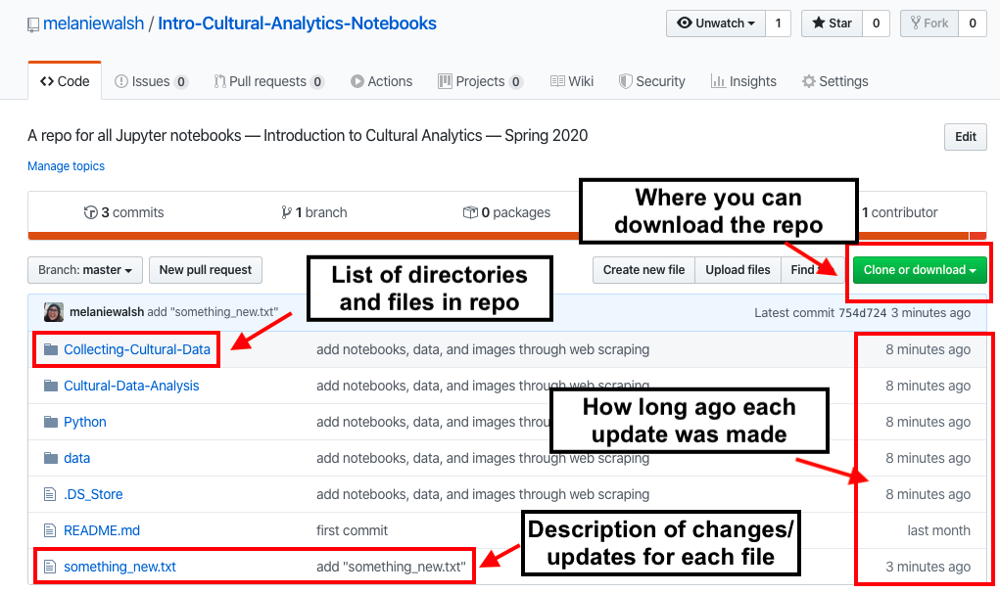 melaniewalsh / Intro-Cultural-Analytics-Notebooks
Unwatch 1 Star 0 Fork 0
Code Issues 0 Pull requests 0 Actions Projects 0 Wiki Security Insights Settings
A repo for all Jupyter notebooks — Introduction to Cultural Analytics — Spring 2020
Edit
Manage topics
3 commits 1 branch 0 packages 1 contributor
Where you can
download the repo
Branch: master New pull request Create new file Upload files Find Clone or download
List of directories
and files in repo
melaniewalsh add "something_new.txt" Latest commit 754d724 3 minutes ago
Collecting-Cultural-Data add notebooks, data, and images through web scraping 8 minutes ago
Cultural-Data-Analysis add notebooks, data, and images through web scraping 8 minutes ago
How long ago each
update was made
Python add notebooks, data, and images 8 minutes ago
data add notebooks, data, and images through web scraping 8 minutes ago
.DS_Store add notebooks, data, and images through web scraping 8 minutes ago
README.md first commit last month
Description of changes/
updates for each file
something_new.txt add "something_new.txt" 3 minutes ago